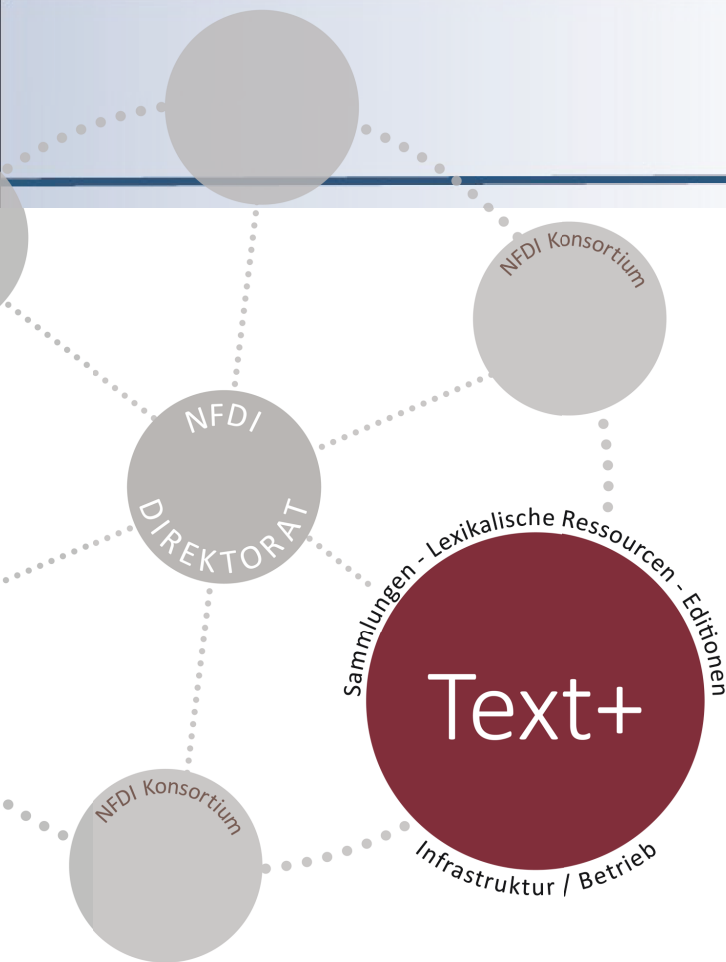 NFDI Konsortium
NFDI
DIREKTORAT
Sammlungen - Lexikalische Ressourcen - Editionen
Text+
NFDI Konsortium
Infrastruktur / Betrieb